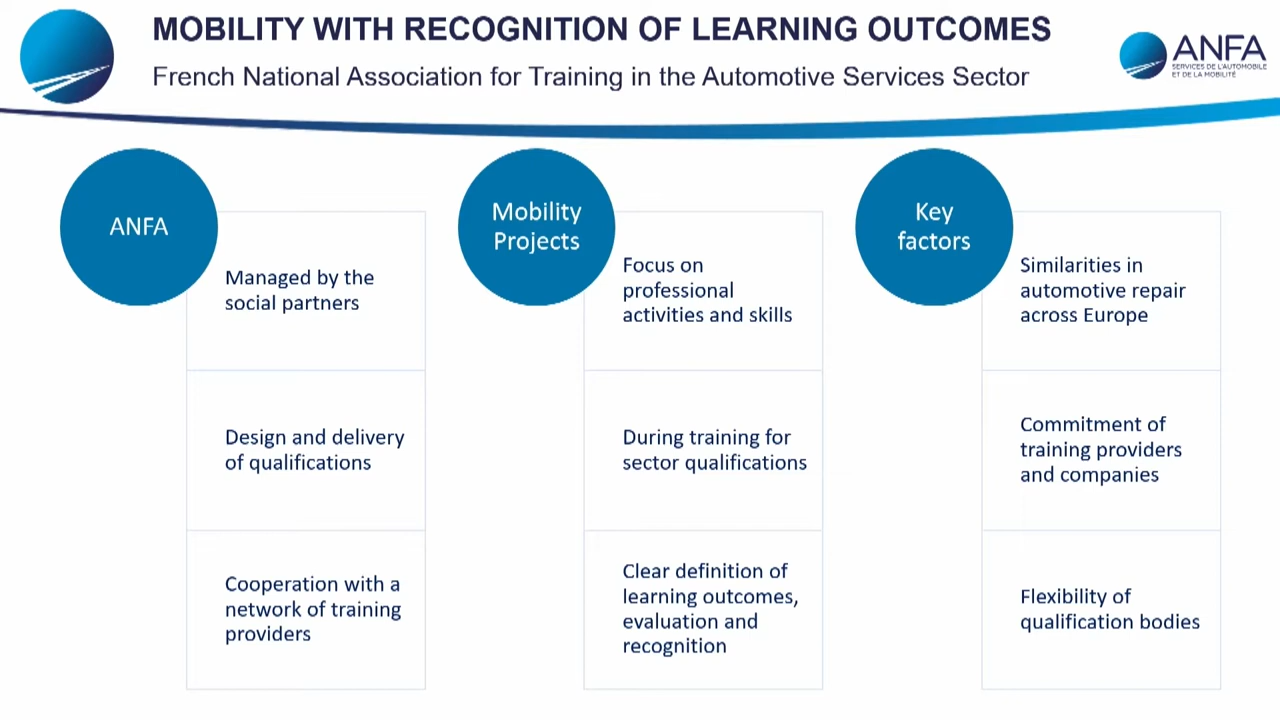 MOBILITY WITH RECOGNITION OF LEARNING OUTCOMES
French National Association for Training in the Automotive Services Sector
ANFA
SERVICES DE L'AUTOMOBILE
ET DE LA MOBILITÉ
ANFA
Managed by the
social partners
Design and delivery
of qualifications
Cooperation with a
network of training
providers
Mobility
Projects
Focus on
professional
activities and skills
During training for
sector qualifications
Clear definition of
learning outcomes,
evaluation and
recognition
Key
factors
Similarities in
automotive repair
across Europe
Commitment of
training providers
and companies
Flexibility of
qualification bodies